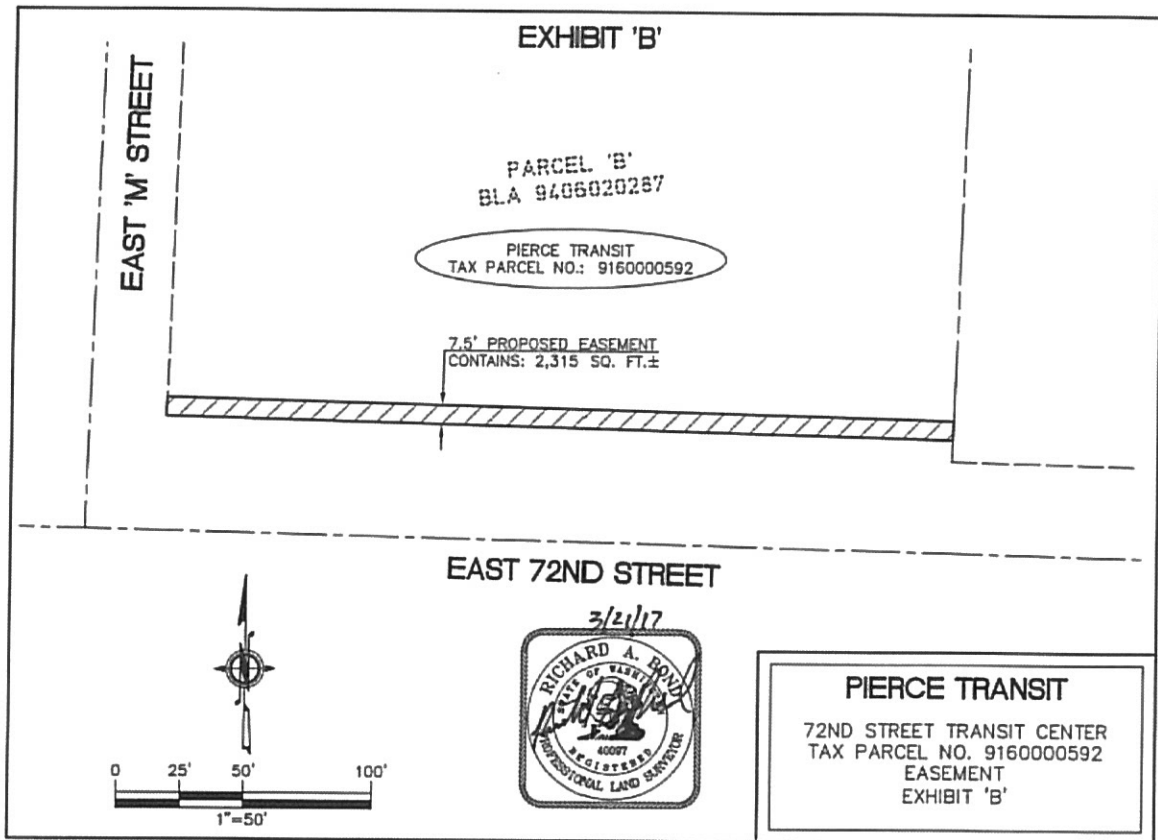 EXHIBIT 'B'
EAST 'M' STREET
PARCEL 'B'
BLA 9406020287
PIERCE TRANSIT
TAX PARCEL NO.: 9160000592
7.5' PROPOSED EASEMENT
CONTAINS: 2,315 SQ. FT.±
EAST 72ND STREET
3/21/17
RICHARD A. BOND
STATE OF WASHINGTON
40097
REGISTERED
PROFESSIONAL LAND SURVEYOR
0 25' 50' 100'
1"=50'
PIERCE TRANSIT
72ND STREET TRANSIT CENTER
TAX PARCEL NO. 9160000592
EASEMENT
EXHIBIT 'B'